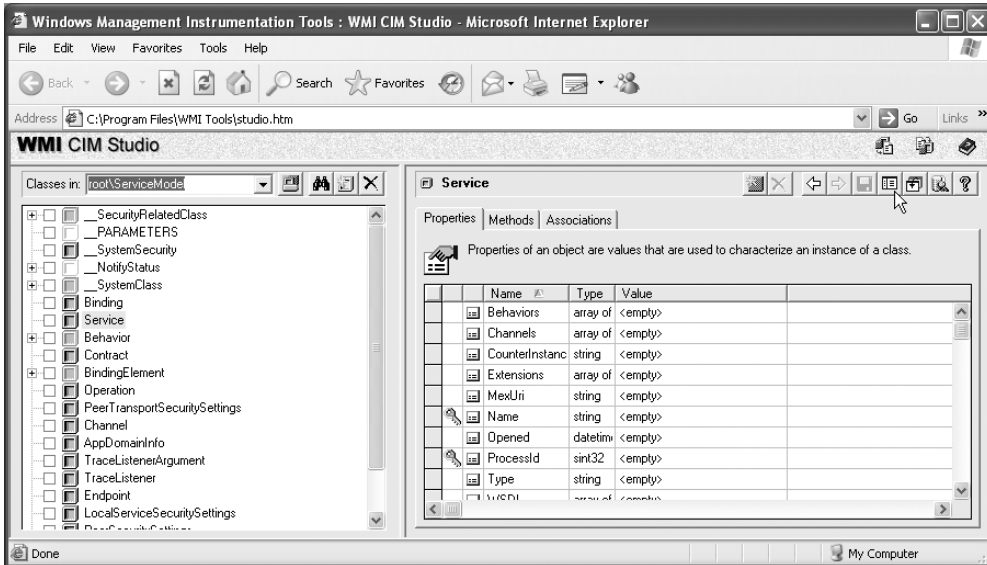 Windows Management Instrumentation Tools : WMI CIM Studio - Microsoft Internet Explorer
File Edit View Favorites Tools Help
Back Search Favorites
Address C:\Program Files\WMI Tools\studio.htm Go Links »
WMI CIM Studio
Classes in: root\ServiceModel
__SecurityRelatedClass
__PARAMETERS
__SystemSecurity
__NotifyStatus
__SystemClass
Binding
Service
Behavior
Contract
BindingElement
Operation
PeerTransportSecuritySettings
Channel
AppDomainInfo
TraceListenerArgument
TraceListener
Endpoint
LocalServiceSecuritySettings
Service
Properties Methods Associations
Properties of an object are values that are used to characterize an instance of a class.
Name Type Value
Behaviors array of <empty>
Channels array of <empty>
CounterInstanc string <empty>
Extensions array of <empty>
MexUri string <empty>
Name string <empty>
Opened datetim <empty>
ProcessId sint32 <empty>
Type string <empty>
WSDL array of <empty>
Done My Computer